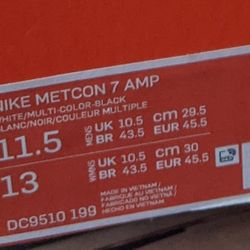 NIKE METCON 7 AMP
WHITE/MULTI-COLOR-BLACK
BLANC/NOIR/COULEUR MULTIPLE
11.5 MENS UK 10.5 CM 29.5
BR 43.5 EUR 45.5
13 WMNS UK 10.5 CM 30
BR 43.5 EUR 45.5
MADE IN VIETNAM /
FABRIQUÉ AU VIETNAM /
FABRICADO NO VIETNÃ /
HECHO EN VIETNAM
DC9510 199